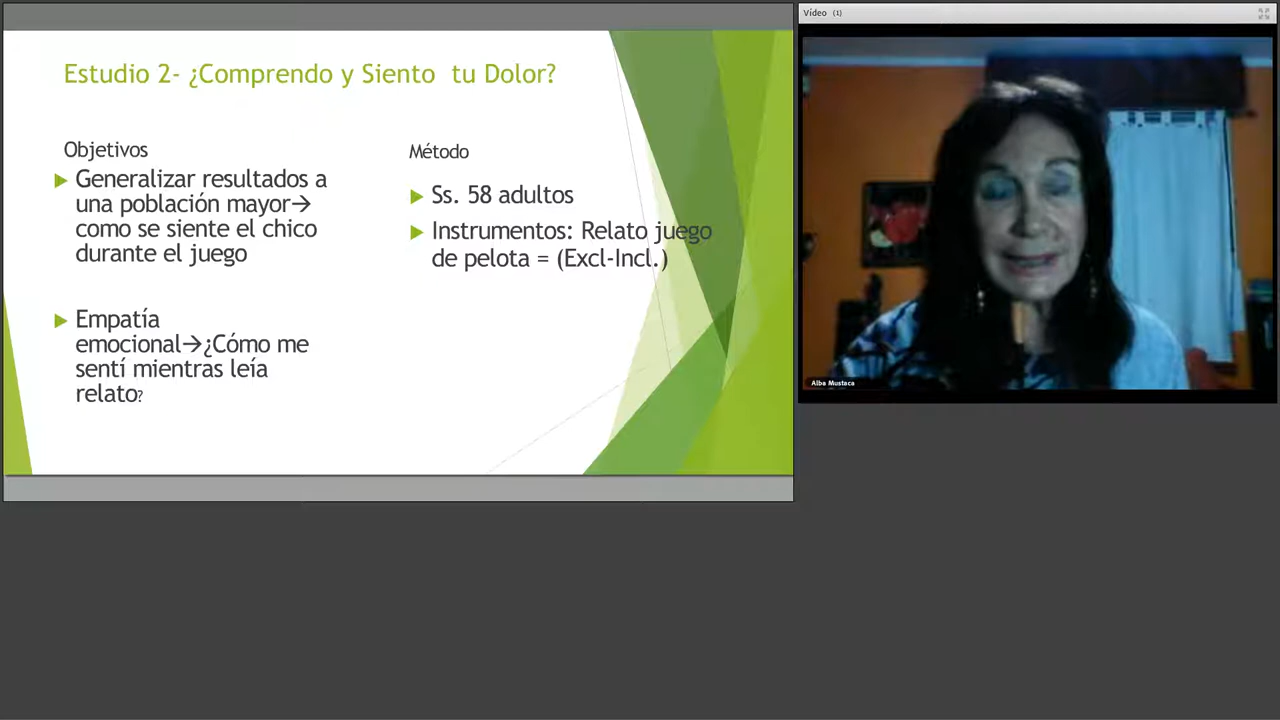 Estudio 2- ¿Comprendo y Siento tu Dolor?
Objetivos
Generalizar resultados a
una población mayor→
como se siente el chico
durante el juego
Empatía
emocional→¿Cómo me
sentí mientras leía
relato?
Método
Ss. 58 adultos
Instrumentos: Relato juego
de pelota = (Excl-Incl.)
Vídeo (1)
Alba Mustaca